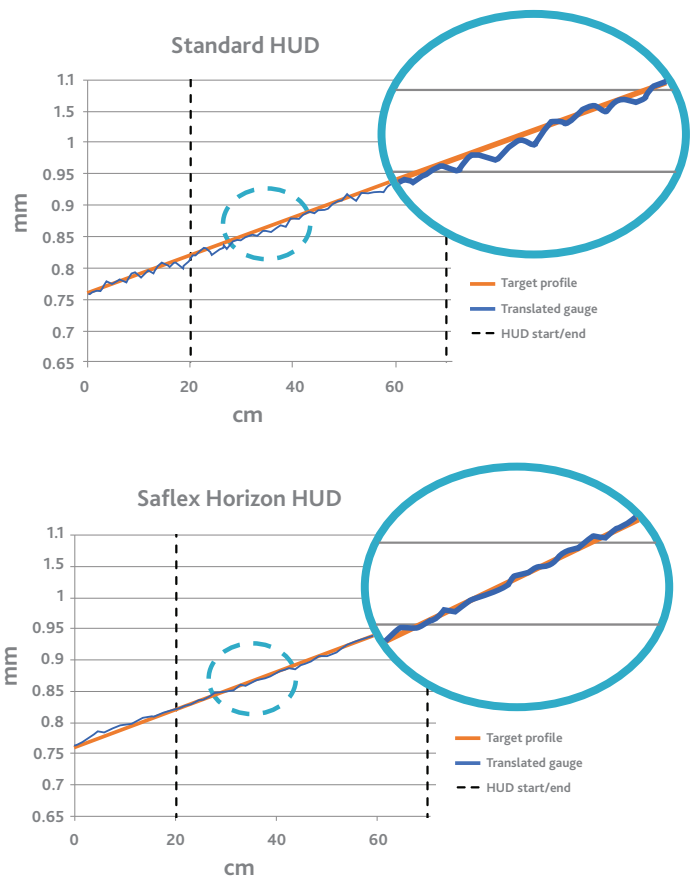 Standard HUD
1.1
1.5
1
0.95
0.9
0.85
0.8
0.75
0.7
0.65
mm
0 20 40 60
cm
Target profile
Translated gauge
HUD start/end
Saflex Horizon HUD
1.1
1.5
1
0.95
0.9
0.85
0.8
0.75
0.7
0.65
mm
0 20 40 60
cm
Target profile
Translated gauge
HUD start/end